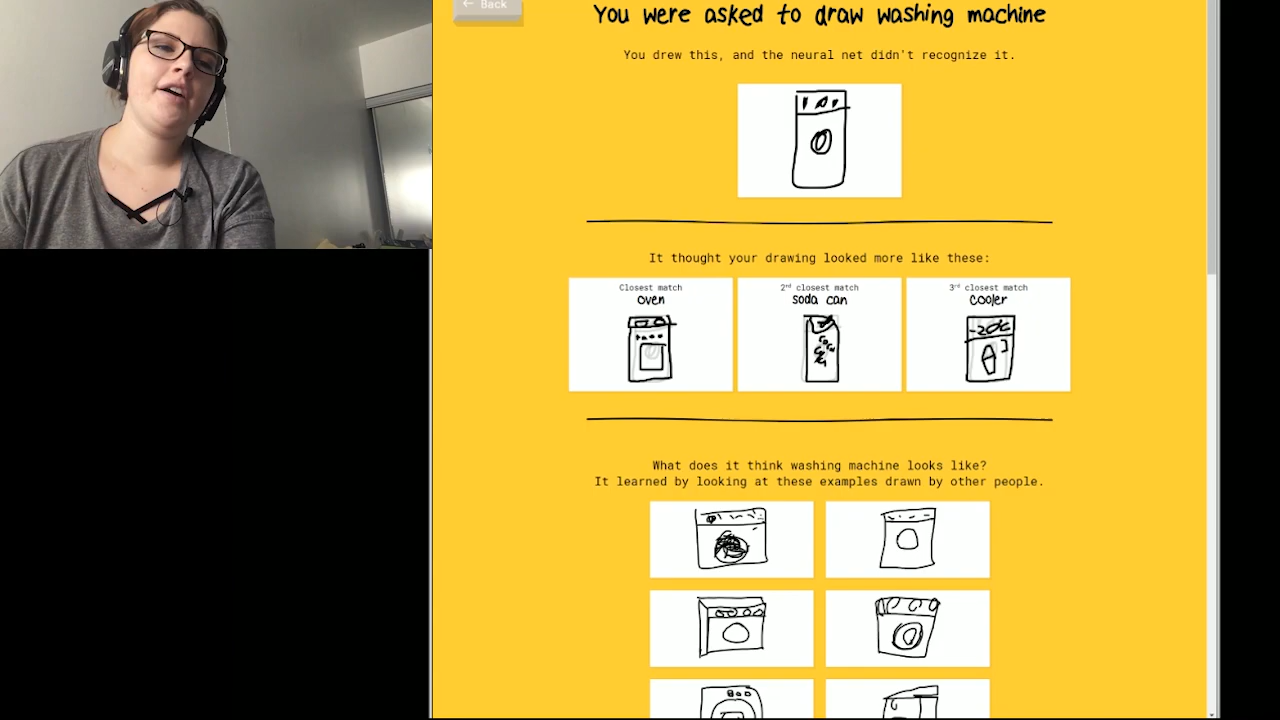 ← Back
You were asked to draw washing machine
You drew this, and the neural net didn't recognize it.
It thought your drawing looked more like these:
Closest match
oven
2nd closest match
soda can
3rd closest match
cooler
What does it think washing machine looks like?
It learned by looking at these examples drawn by other people.